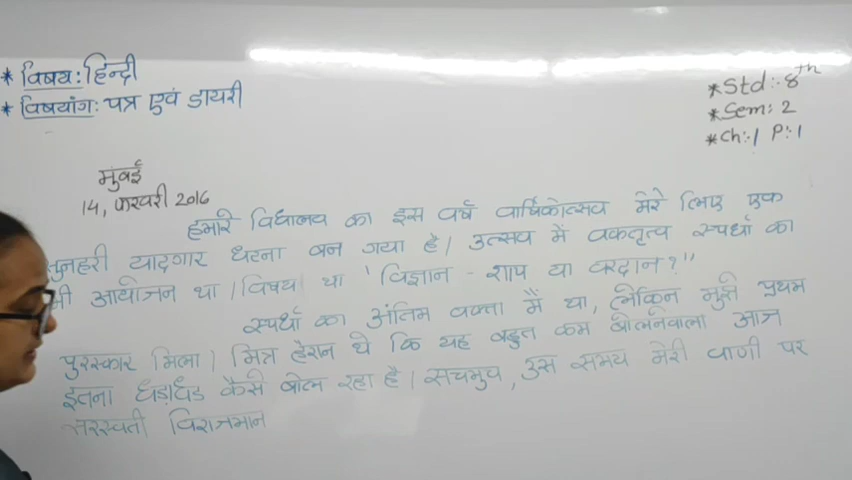 * विषय: हिन्दी
* विषयांग: पत्र एवं डायरी
* Std:- 8th
* Sem: 2
* Ch:-1 P:-1
मुंबई
14, फरवरी 2016
हमारे विद्यालय का इस वर्ष वार्षिकोत्सव मेरे लिए एक
सुनहरी यादगार घटना बन गया है। उत्सव में वक्तृत्व स्पर्धा का
भी आयोजन था। विषय था "विज्ञान - शाप या वरदान?"
स्पर्धा का अंतिम वक्ता मैं था, लेकिन मुझे प्रथम
पुरस्कार मिला। मित्र हैरान थे कि यह बहुत कम बोलनेवाला आज
इतना धड़ाधड़ कैसे बोल रहा है। सचमुच, उस समय मेरी वाणी पर
सरस्वती विराजमान